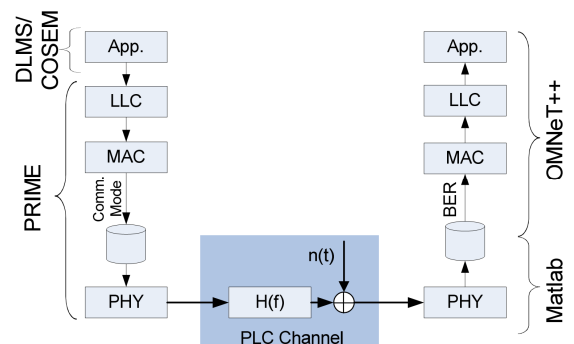 DLMS/
COSEM
App.
LLC
MAC
Comm.
Mode
PHY
PRIME
H(f)
n(t)
PLC Channel
App.
LLC
MAC
BER
PHY
OMNeT++
Matlab